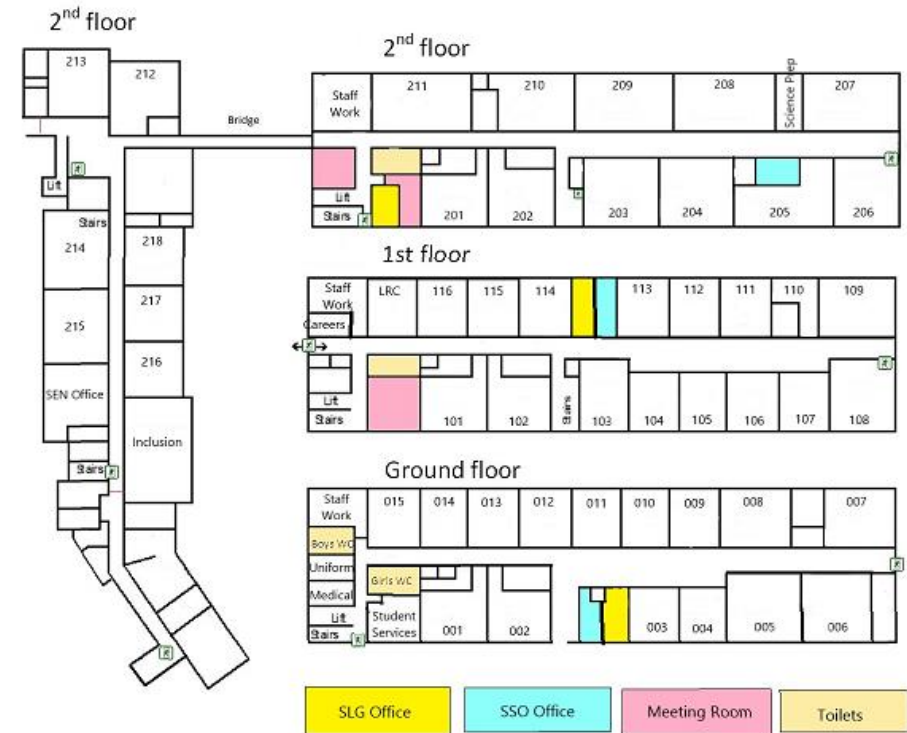 2nd floor
213
212
Bridge
Lift
Stairs
214
218
217
215
216
SEN Office
Inclusion
Stairs
2nd floor
Staff
Work
211
210
209
208
Science Prep
207
Lift
Stairs
201
202
203
204
205
206
1st floor
Staff
Work
LRC
116
115
114
113
112
111
110
109
Careers
Lift
Stairs
101
102
Stairs
103
104
105
106
107
108
Ground floor
Staff
Work
015
014
013
012
011
010
009
008
007
Boys WC
Uniform
Girls WC
Medical
Lift
Stairs
Student
Services
001
002
003
004
005
006
SLG Office
SSO Office
Meeting Room
Toilets